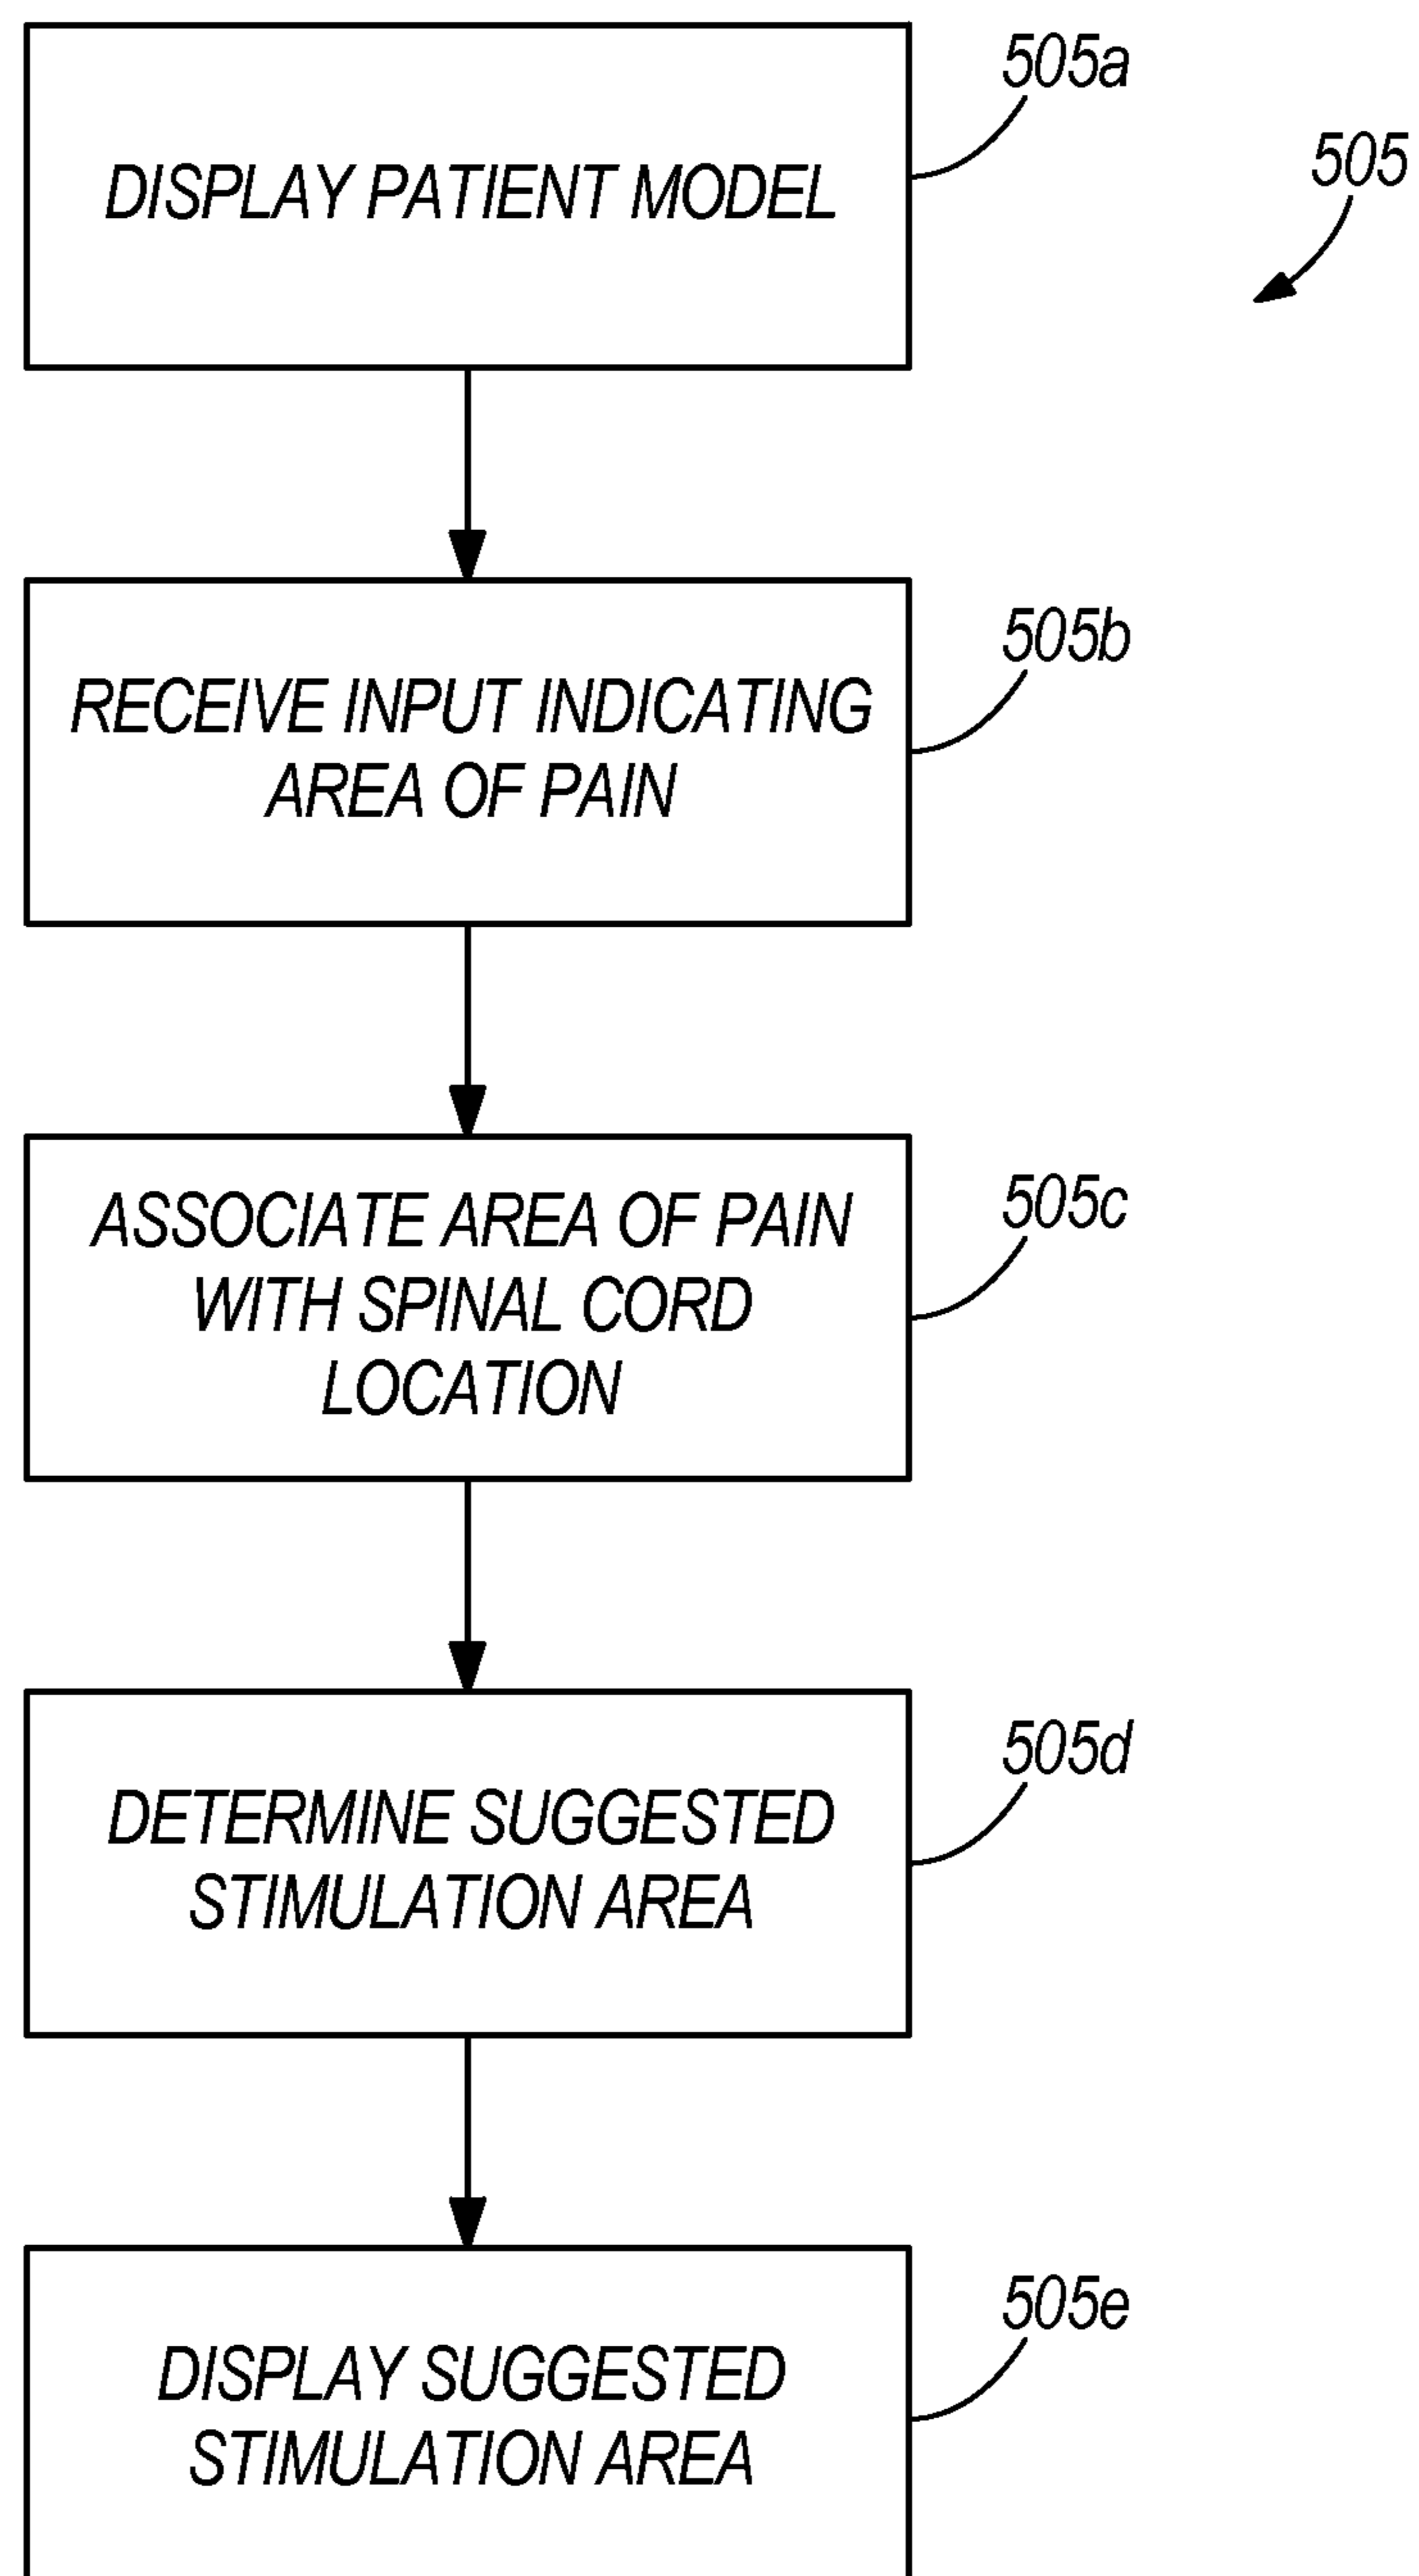 505a
505
DISPLAY PATIENT MODEL
505b
RECEIVE INPUT INDICATING
AREA OF PAIN
505c
ASSOCIATE AREA OF PAIN
WITH SPINAL CORD
LOCATION
505d
DETERMINE SUGGESTED
STIMULATION AREA
505e
DISPLAY SUGGESTED
STIMULATION AREA